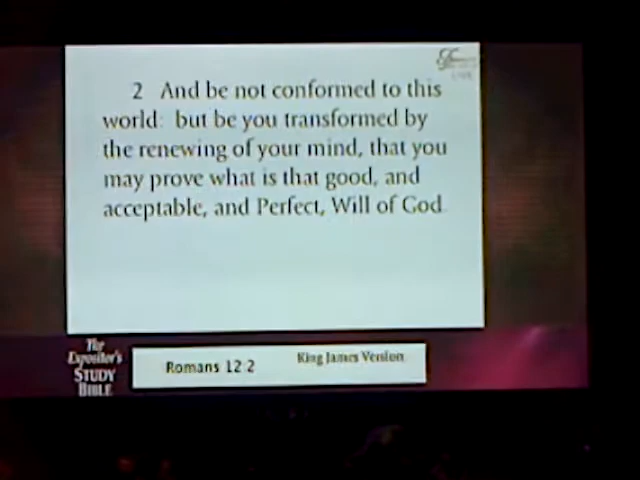 2 And be not conformed to this
world: but be you transformed by
the renewing of your mind, that you
may prove what is that good, and
acceptable, and Perfect, Will of God
The
Expositor's
STUDY
BIBLE
Romans 12 2
King James Version